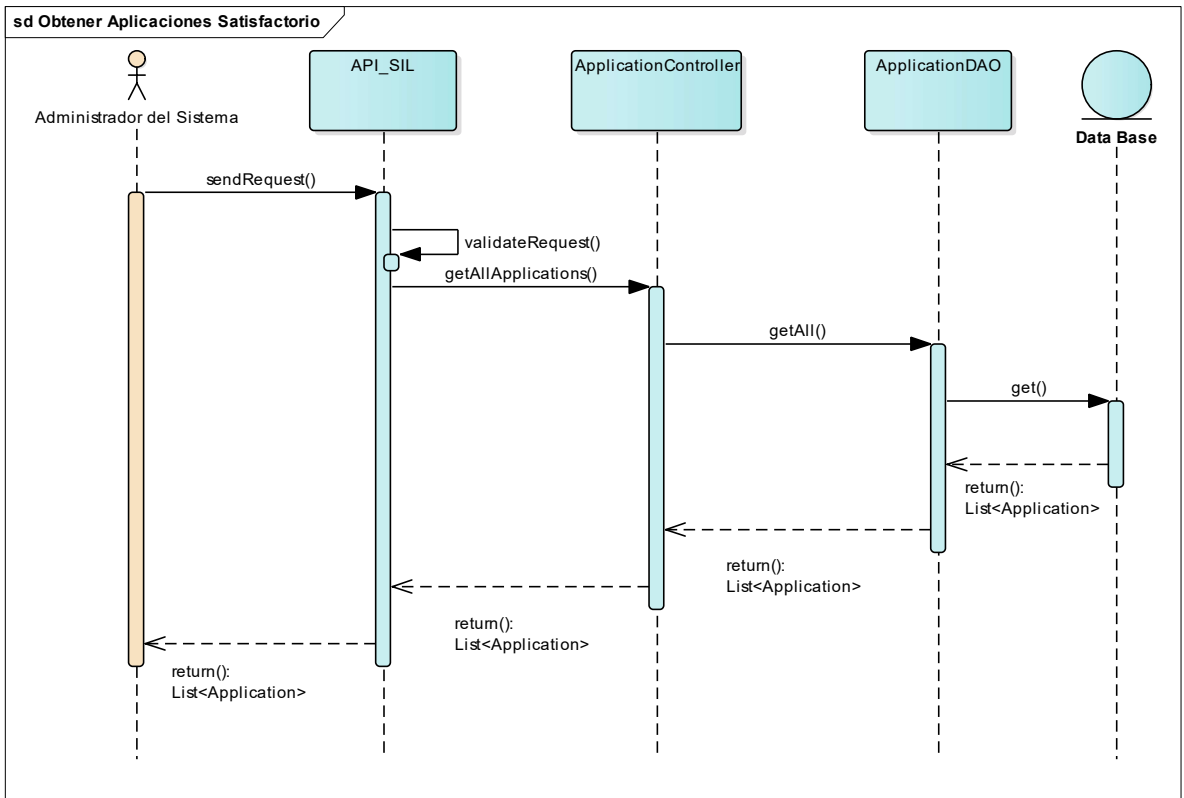 sd Obtener Aplicaciones Satisfactorio
API_SIL
ApplicationController
ApplicationDAO
Administrador del Sistema
Data Base
sendRequest()
validateRequest()
getAllApplications()
getAll()
get()
return():
List<Application>
return():
List<Application>
return():
List<Application>
return():
List<Application>